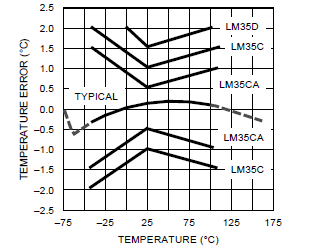 2.5
2.0
1.5
1.0
0.5
0.0
–0.5
–1.0
–1.5
–2.0
–2.5
TEMPERATURE ERROR (°C)
LM35D
LM35C
LM35CA
TYPICAL
LM35CA
LM35C
–75 –25 25 75 125 175
TEMPERATURE (°C)